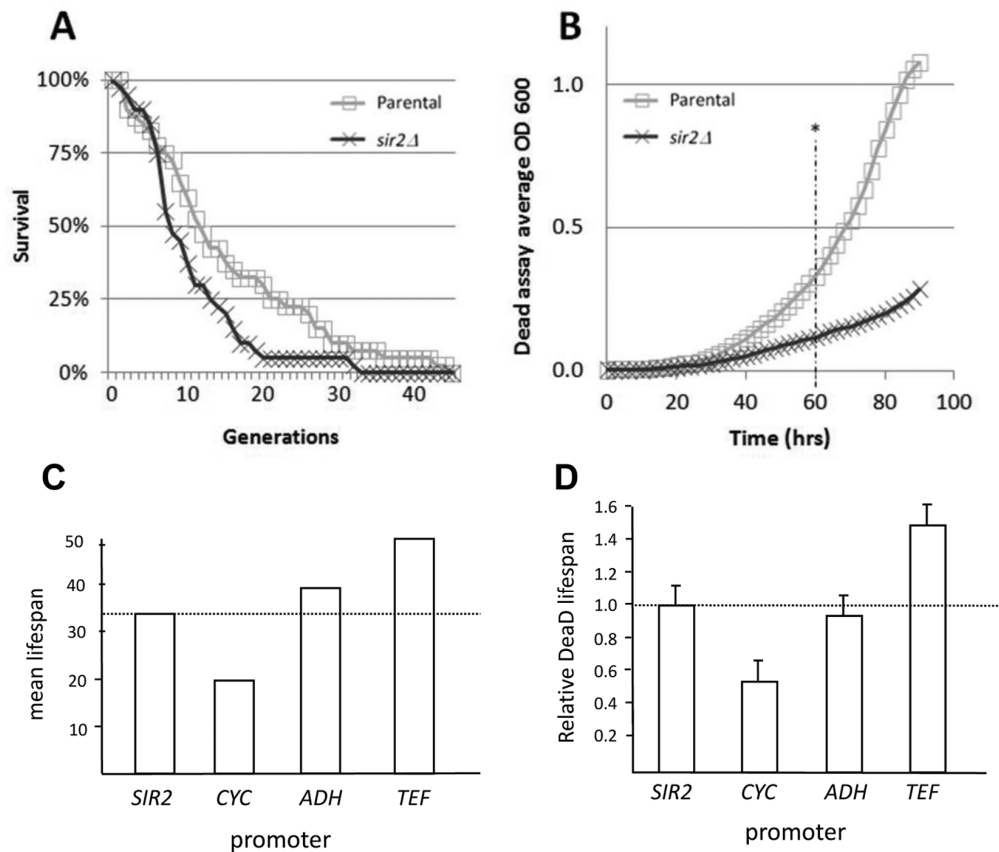 A
100%
75%
50%
25%
0%
Survival
Parental
sir2Δ
0 10 20 30 40
Generations
B
1.0
0.5
0.0
Dead assay average OD 600
Parental
sir2Δ
*
0 20 40 60 80 100
Time (hrs)
C
50
40
30
20
10
mean lifespan
SIR2 CYC ADH TEF
promoter
D
1.6
1.4
1.2
1.0
0.8
0.6
0.4
0.2
Relative DeaD lifespan
SIR2 CYC ADH TEF
promoter